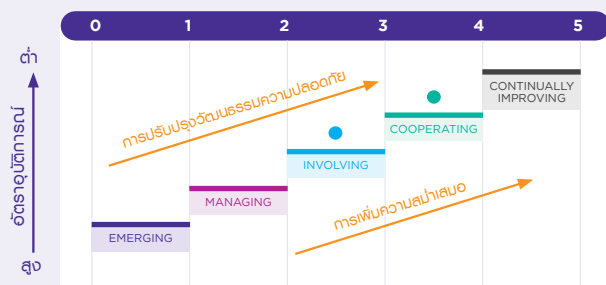 0 1 2 3 4 5
ต่ำ
อัตราอุบัติการณ์
สูง
การปรับปรุงวัฒนธรรมความปลอดภัย
CONTINUALLY
IMPROVING
COOPERATING
INVOLVING
MANAGING
EMERGING
การเพิ่มความสม่ำเสมอ